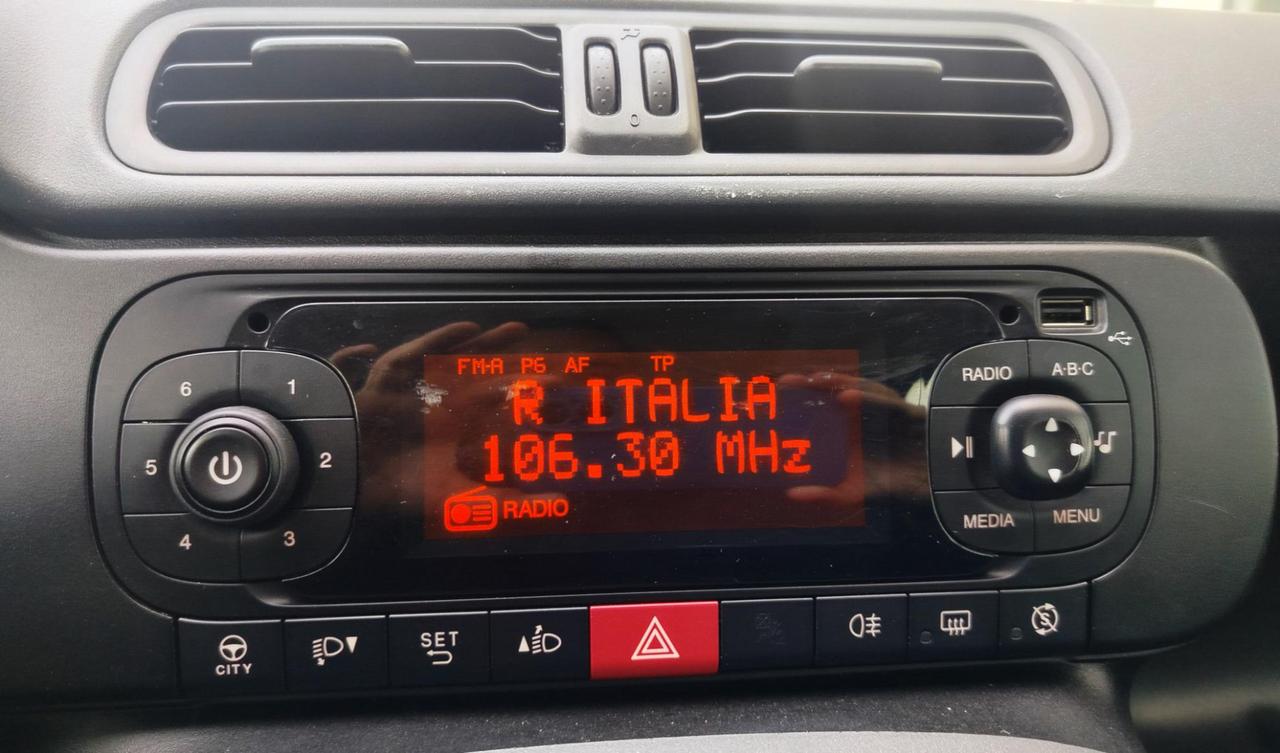 0
FM-A P6 AF TP
R ITALIA
106.30 MHz
RADIO
6 1
5 2
4 3
RADIO A·B·C
MEDIA MENU
CITY
SET